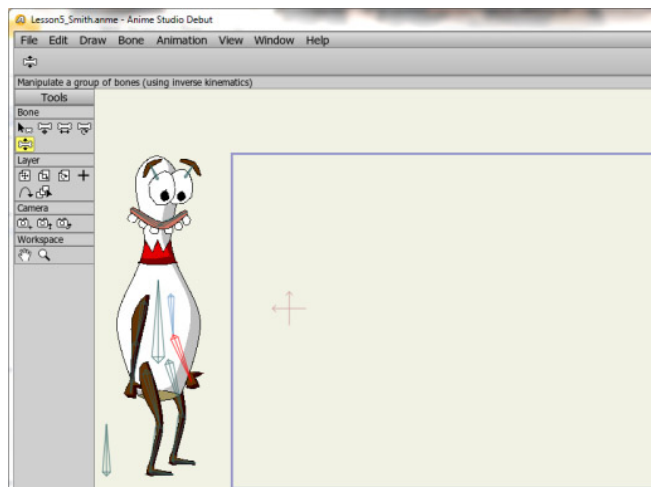 Lesson5_Smith.anme - Anime Studio Debut
File Edit Draw Bone Animation View Window Help
Manipulate a group of bones (using inverse kinematics)
Tools
Bone
Layer
Camera
Workspace